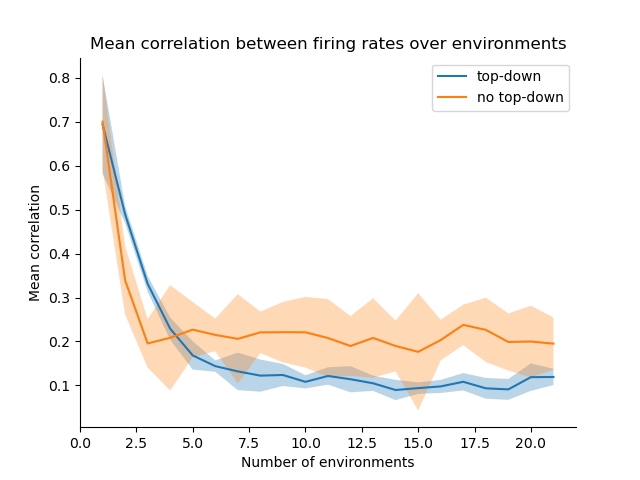 Mean correlation between firing rates over environments
top-down
no top-down
0.8
0.7
0.6
0.5
0.4
0.3
0.2
0.1
Mean correlation
0.0 2.5 5.0 7.5 10.0 12.5 15.0 17.5 20.0
Number of environments